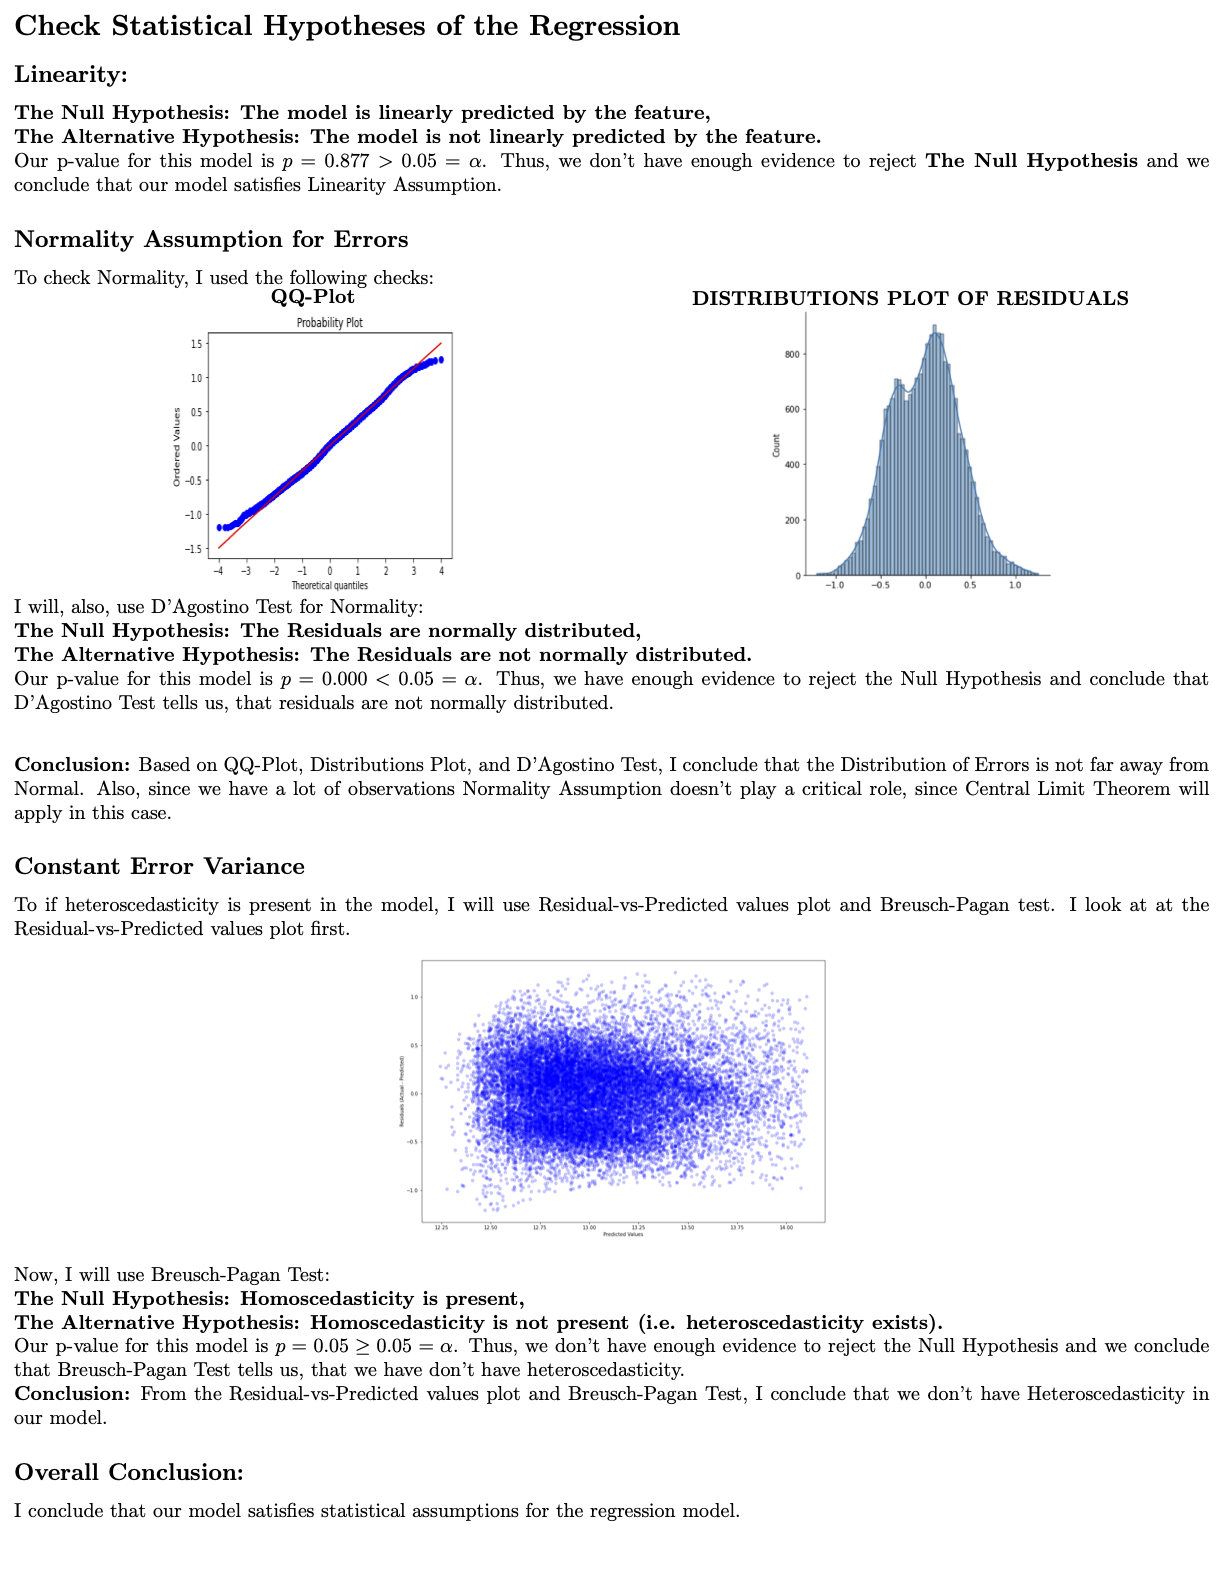 Check Statistical Hypotheses of the Regression
Linearity:
The Null Hypothesis: The model is linearly predicted by the feature,
The Alternative Hypothesis: The model is not linearly predicted by the feature.
Our p-value for this model is p = 0.877 > 0.05 = α. Thus, we don't have enough evidence to reject The Null Hypothesis and we
conclude that our model satisfies Linearity Assumption.
Normality Assumption for Errors
To check Normality, I used the following checks:
QQ-Plot
Probability Plot
1.5
1.0
0.5
0.0
−0.5
−1.0
−1.5
Ordered Values
−4 −3 −2 −1 0 1 2 3 4
Theoretical quantiles
DISTRIBUTIONS PLOT OF RESIDUALS
800
600
400
200
0
Count
−1.0 −0.5 0.0 0.5 1.0
I will, also, use D'Agostino Test for Normality:
The Null Hypothesis: The Residuals are normally distributed,
The Alternative Hypothesis: The Residuals are not normally distributed.
Our p-value for this model is p = 0.000 < 0.05 = α. Thus, we have enough evidence to reject the Null Hypothesis and conclude that
D'Agostino Test tells us, that residuals are not normally distributed.
Conclusion: Based on QQ-Plot, Distributions Plot, and D'Agostino Test, I conclude that the Distribution of Errors is not far away from
Normal. Also, since we have a lot of observations Normality Assumption doesn't play a critical role, since Central Limit Theorem will
apply in this case.
Constant Error Variance
To if heteroscedasticity is present in the model, I will use Residual-vs-Predicted values plot and Breusch-Pagan test. I look at at the
Residual-vs-Predicted values plot first.
1.0
0.5
0.0
−0.5
−1.0
Residuals (Actual - Predicted)
12.25 12.50 12.75 13.00 13.25 13.50 13.75 14.00
Predicted Values
Now, I will use Breusch-Pagan Test:
The Null Hypothesis: Homoscedasticity is present,
The Alternative Hypothesis: Homoscedasticity is not present (i.e. heteroscedasticity exists).
Our p-value for this model is p = 0.05 ≥ 0.05 = α. Thus, we don't have enough evidence to reject the Null Hypothesis and we conclude
that Breusch-Pagan Test tells us, that we have don't have heteroscedasticity.
Conclusion: From the Residual-vs-Predicted values plot and Breusch-Pagan Test, I conclude that we don't have Heteroscedasticity in
our model.
Overall Conclusion:
I conclude that our model satisfies statistical assumptions for the regression model.